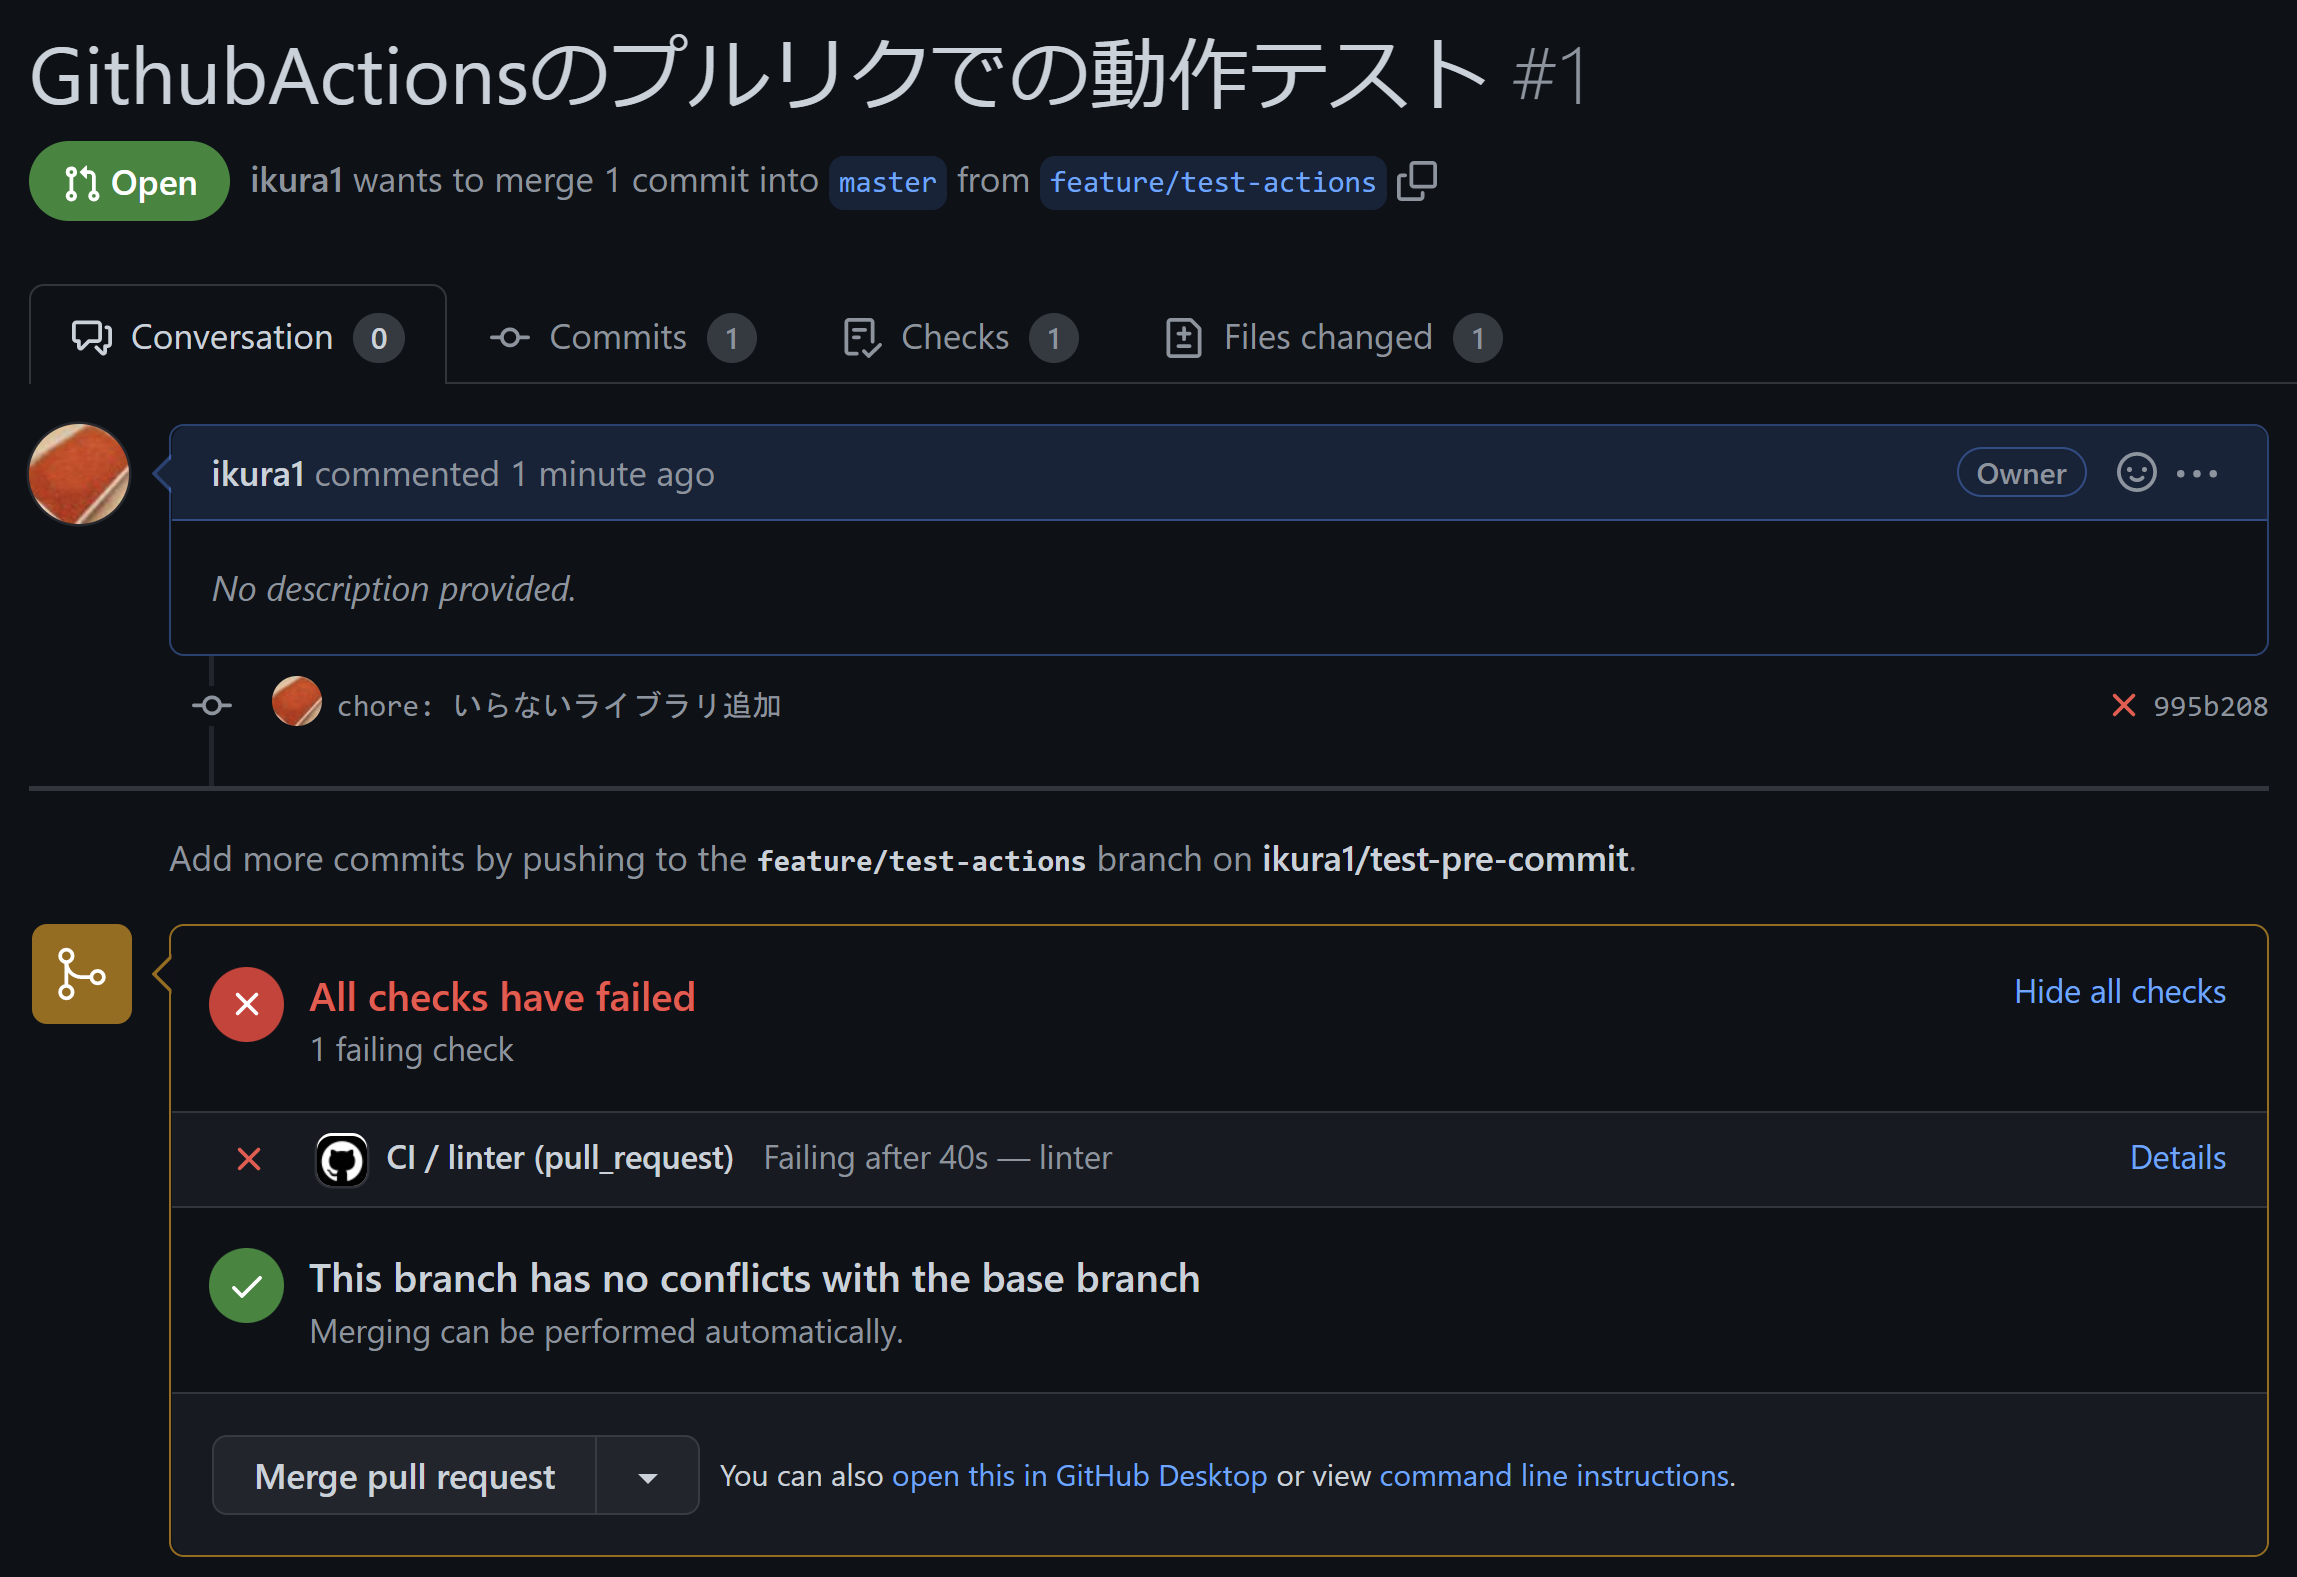 GithubActionsのプルリクでの動作テスト #1
Open ikura1 wants to merge 1 commit into master from feature/test-actions
Conversation 0 Commits 1 Checks 1 Files changed 1
ikura1 commented 1 minute ago Owner
No description provided.
chore: いらないライブラリ追加 995b208
Add more commits by pushing to the feature/test-actions branch on ikura1/test-pre-commit.
All checks have failed Hide all checks
1 failing check
CI / linter (pull_request) Failing after 40s — linter Details
This branch has no conflicts with the base branch
Merging can be performed automatically.
Merge pull request You can also open this in GitHub Desktop or view command line instructions.